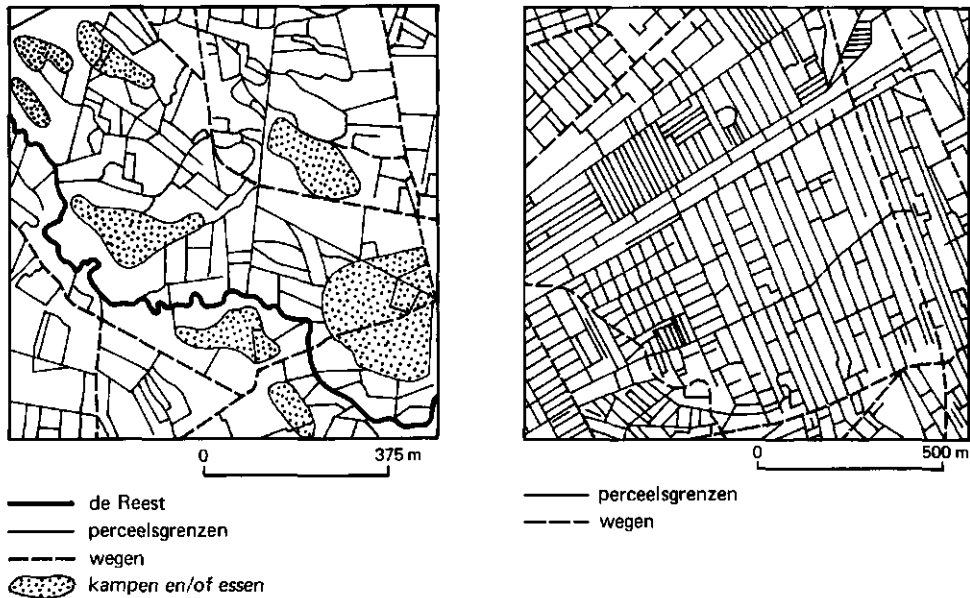 0 375 m
de Reest
perceelsgrenzen
wegen
kampen en/of essen
0 500 m
perceelsgrenzen
wegen